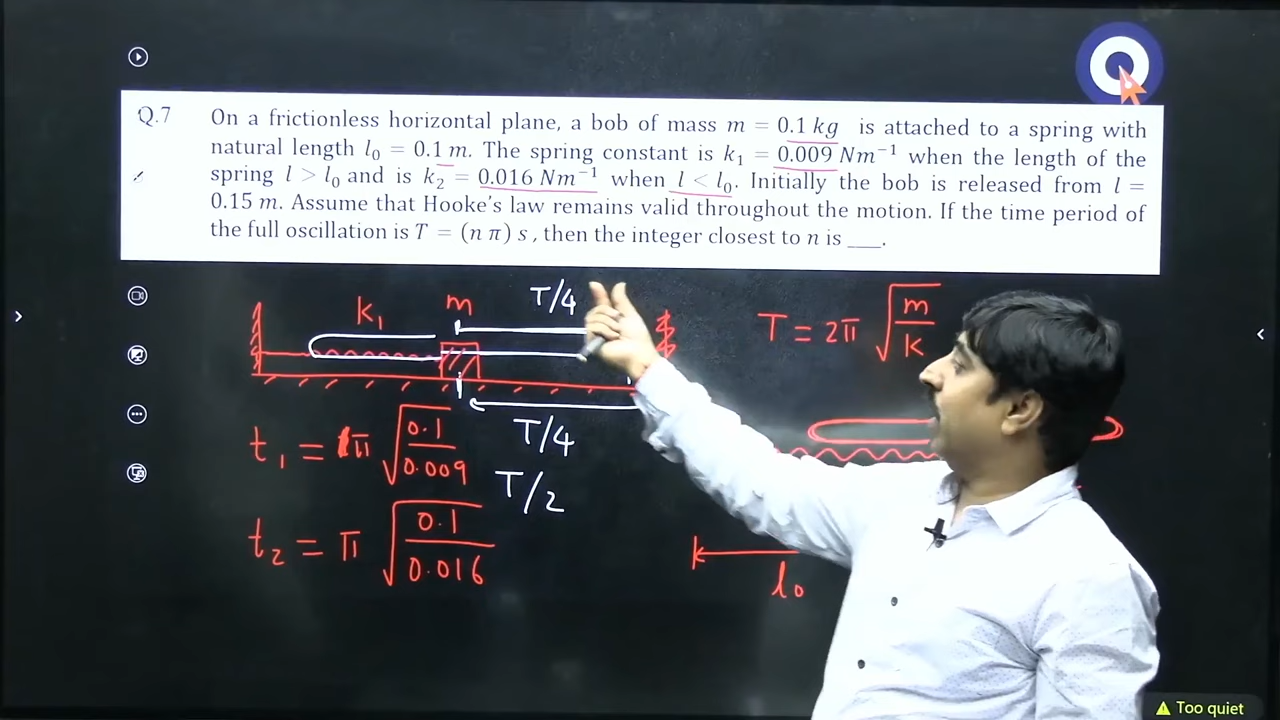 Q.7 On a frictionless horizontal plane, a bob of mass m = 0.1 kg is attached to a spring with
natural length l₀ = 0.1 m. The spring constant is k₁ = 0.009 Nm⁻¹ when the length of the
spring l > l₀ and is k₂ = 0.016 Nm⁻¹ when l < l₀. Initially the bob is released from l =
0.15 m. Assume that Hooke's law remains valid throughout the motion. If the time period of
the full oscillation is T = (n π) s, then the integer closest to n is ___.
K₁ m T/4
T = 2π √(m/K)
t₁ = π √(0.1/0.009)
T/4
T/2
t₂ = π √(0.1/0.016)
l₀
Too quiet